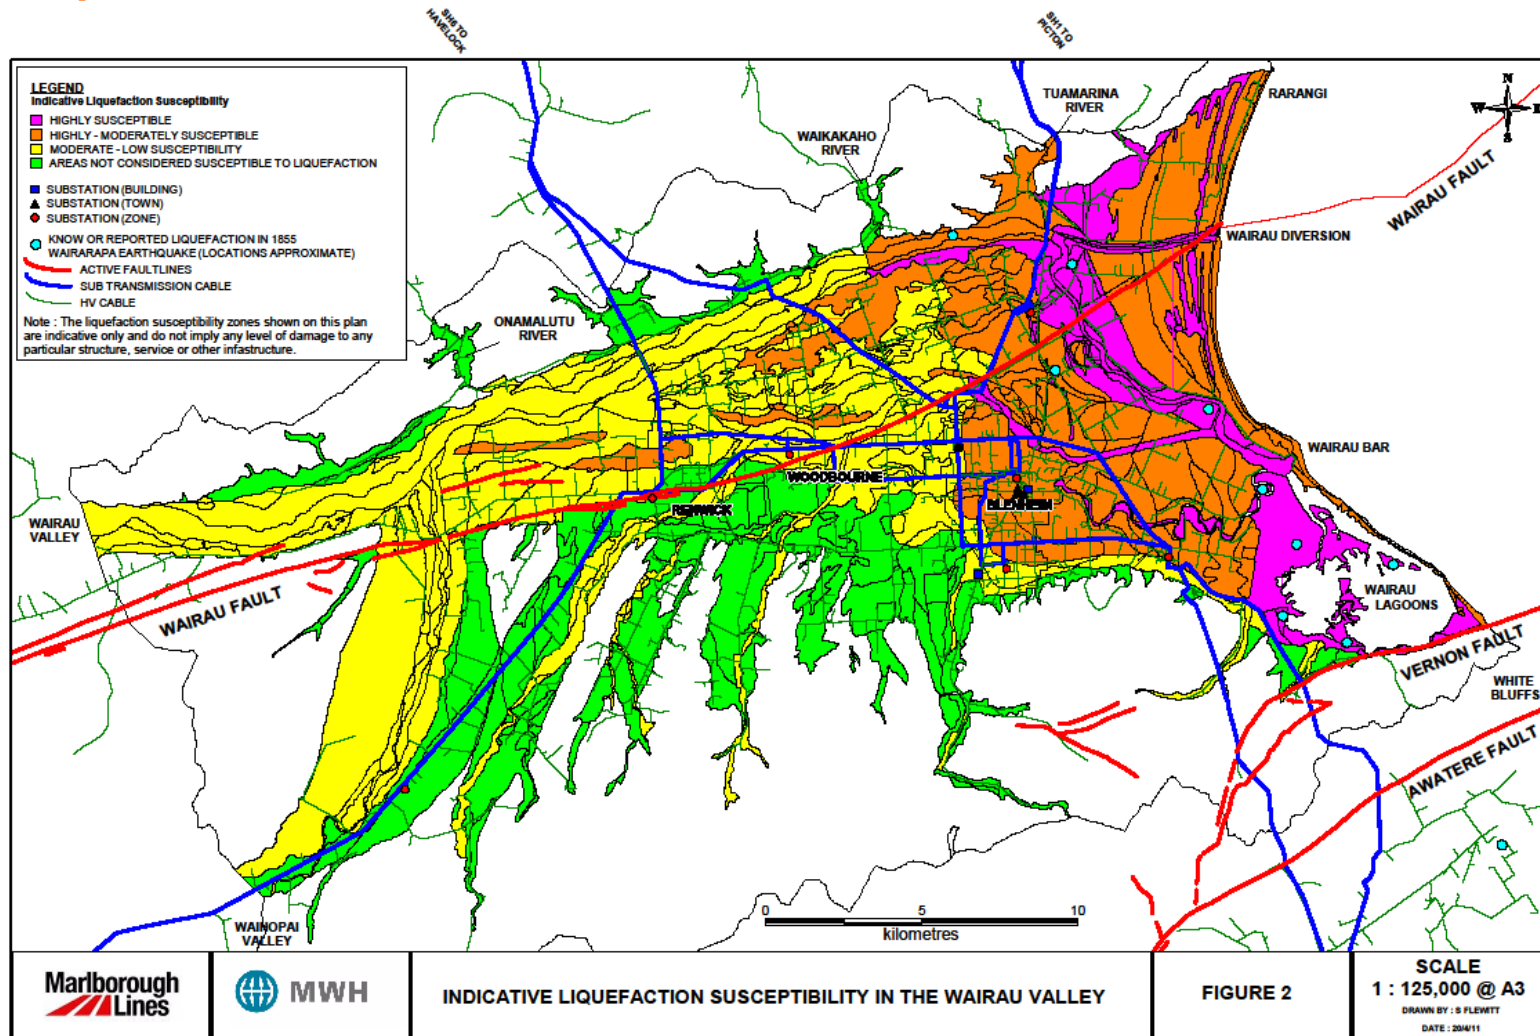 SH6 TO
HAVELOCK
SH1 TO
PICTON
LEGEND
Indicative Liquefaction Susceptibility
HIGHLY SUSCEPTIBLE
HIGHLY - MODERATELY SUSCEPTIBLE
MODERATE - LOW SUSCEPTIBILITY
AREAS NOT CONSIDERED SUSCEPTIBLE TO LIQUEFACTION
SUBSTATION (BUILDING)
SUBSTATION (TOWN)
SUBSTATION (ZONE)
KNOW OR REPORTED LIQUEFACTION IN 1855
WAIRARAPA EARTHQUAKE (LOCATIONS APPROXIMATE)
ACTIVE FAULTLINES
SUB TRANSMISSION CABLE
HV CABLE
Note : The liquefaction susceptibility zones shown on this plan
are indicative only and do not imply any level of damage to any
particular structure, service or other infastructure.
TUAMARINA
RIVER
RARANGI
N
W
E
S
WAIKAKAHO
RIVER
WAIRAU FAULT
WAIRAU DIVERSION
ONAMALUTU
RIVER
WAIRAU BAR
WOODBOURNE
RENWICK
BLENHEIM
WAIRAU
VALLEY
WAIRAU FAULT
WAIRAU
LAGOONS
VERNON FAULT
WHITE
BLUFFS
AWATERE FAULT
WAIHOPAI
VALLEY
0 5 10
kilometres
Marlborough
Lines
MWH
INDICATIVE LIQUEFACTION SUSCEPTIBILITY IN THE WAIRAU VALLEY
FIGURE 2
SCALE
1 : 125,000 @ A3
DRAWN BY : S FLEWITT
DATE : 20/4/11